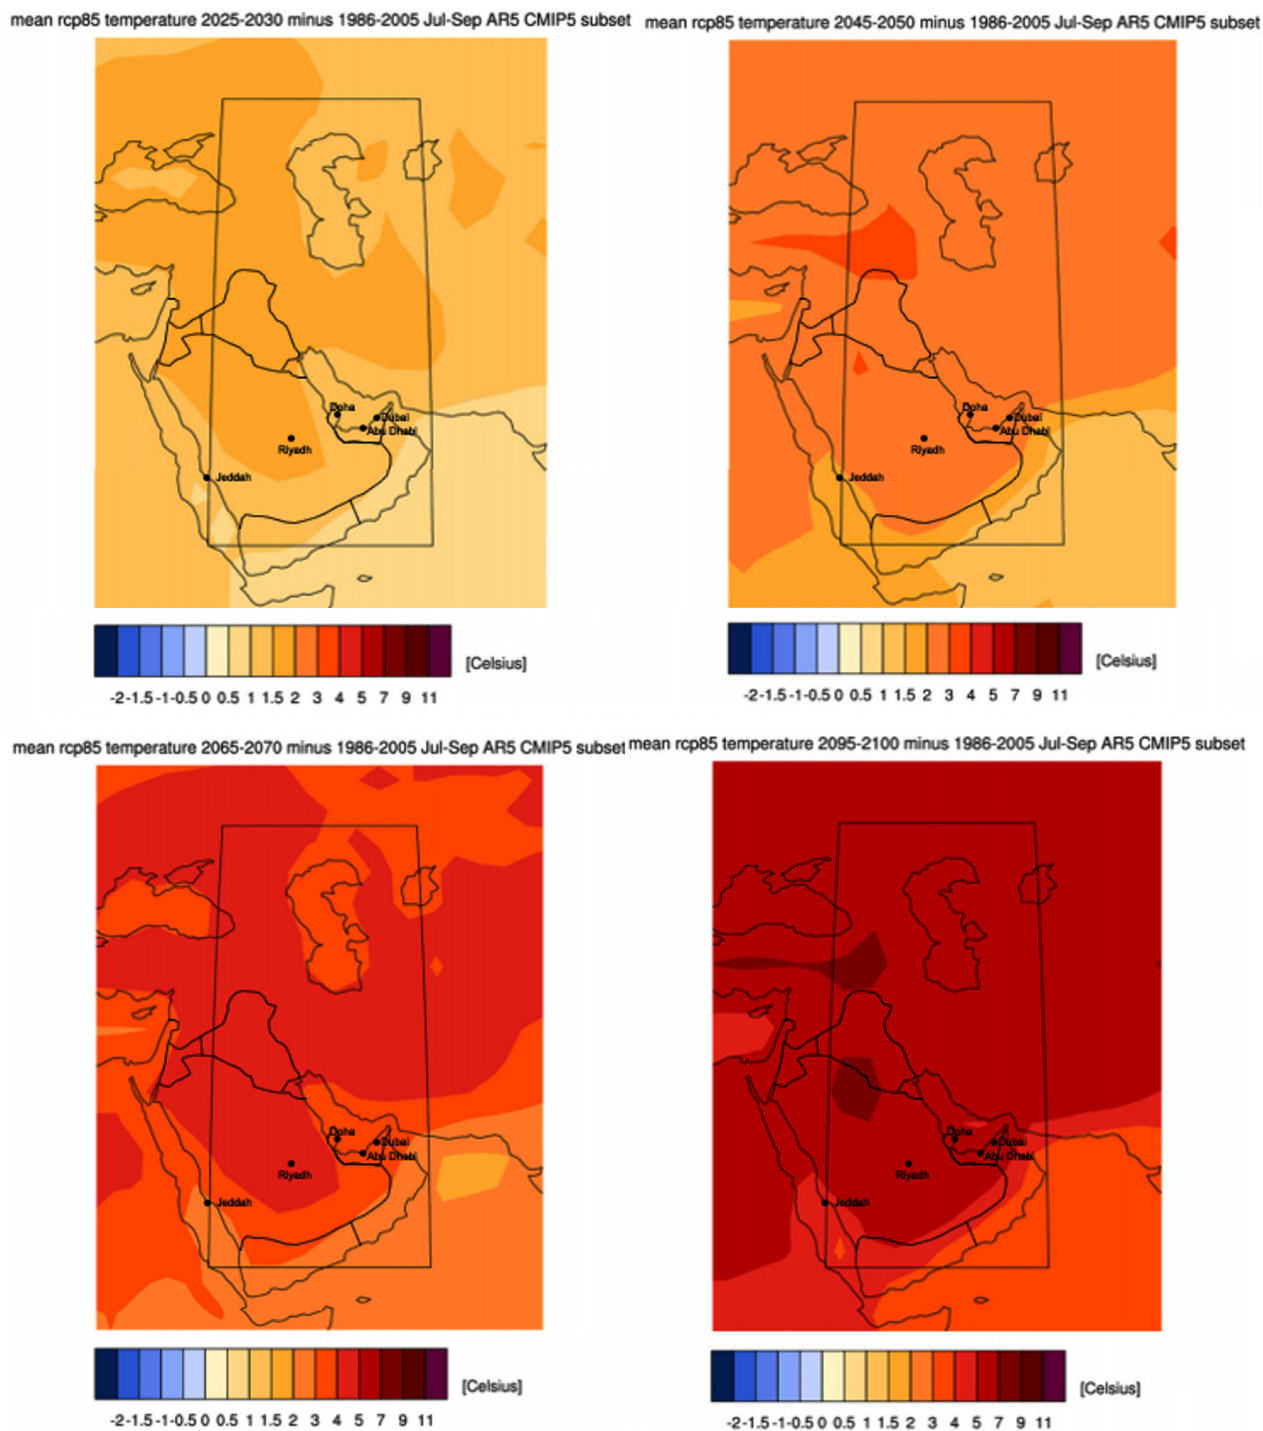 mean rcp85 temperature 2025-2030 minus 1986-2005 Jul-Sep AR5 CMIP5 subset
Doha
Dubai
Abu Dhabi
Riyadh
Jeddah
[Celsius]
-2-1.5-1-0.5 0 0.5 1 1.5 2 3 4 5 7 9 11
mean rcp85 temperature 2045-2050 minus 1986-2005 Jul-Sep AR5 CMIP5 subset
Doha
Dubai
Abu Dhabi
Riyadh
Jeddah
[Celsius]
-2-1.5-1-0.5 0 0.5 1 1.5 2 3 4 5 7 9 11
mean rcp85 temperature 2065-2070 minus 1986-2005 Jul-Sep AR5 CMIP5 subset
Doha
Dubai
Abu Dhabi
Riyadh
Jeddah
[Celsius]
-2-1.5-1-0.5 0 0.5 1 1.5 2 3 4 5 7 9 11
mean rcp85 temperature 2095-2100 minus 1986-2005 Jul-Sep AR5 CMIP5 subset
Doha
Dubai
Abu Dhabi
Riyadh
Jeddah
[Celsius]
-2-1.5-1-0.5 0 0.5 1 1.5 2 3 4 5 7 9 11